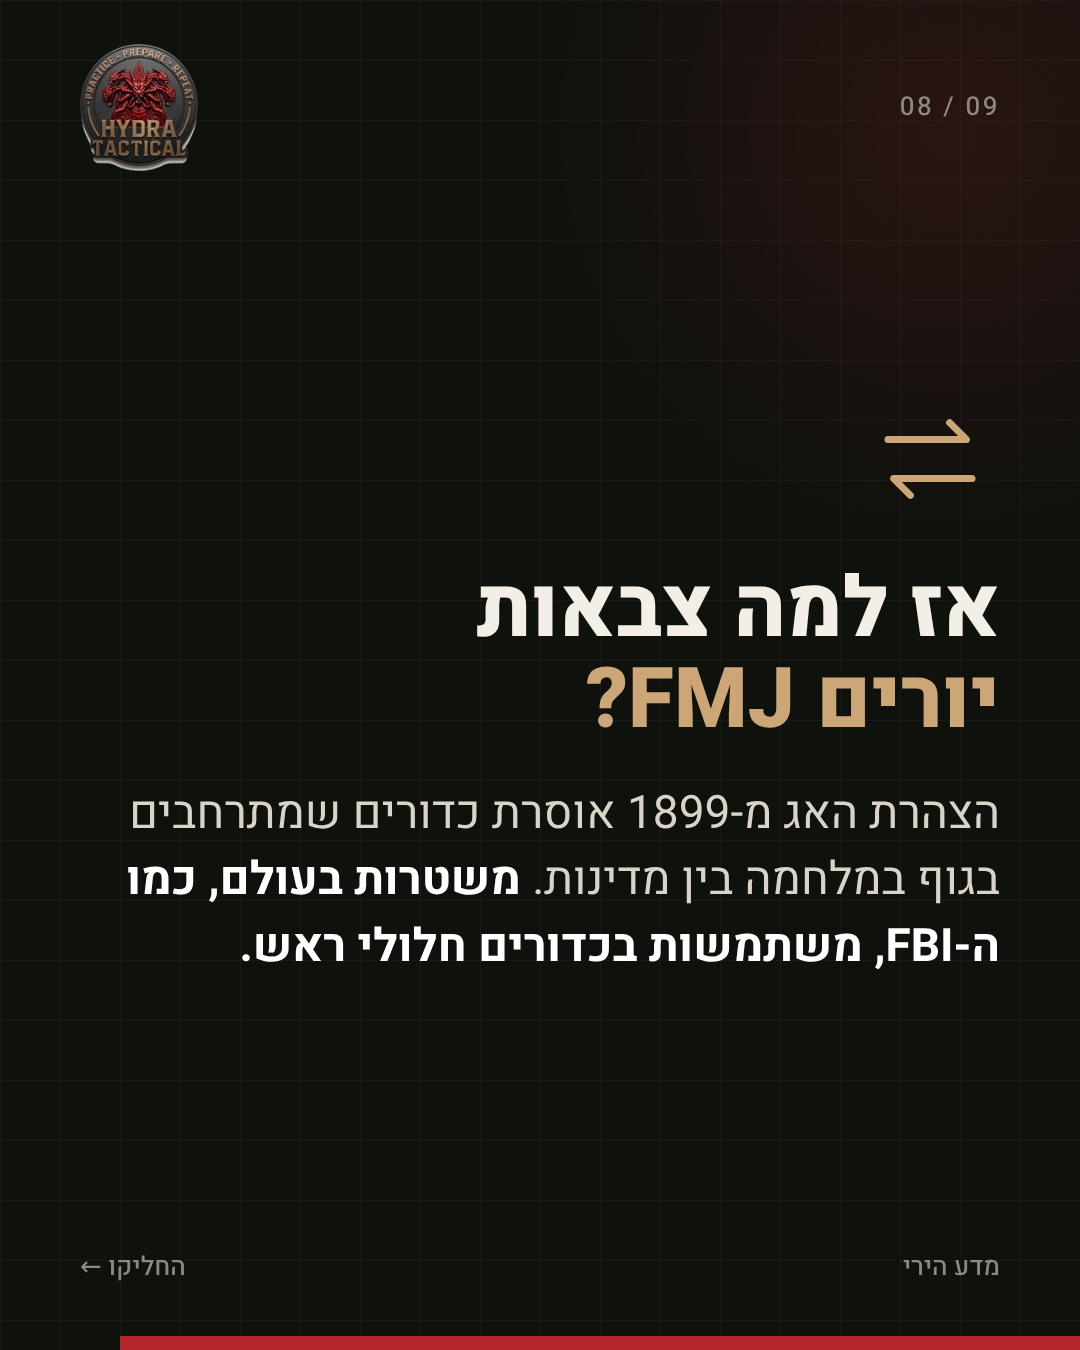 PRACTICE · PREPARE · REPEAT
HYDRA
TACTICAL
08 / 09
אז למה צבאות
יורים FMJ?
הצהרת האג מ-1899 אוסרת כדורים שמתרחבים
בגוף במלחמה בין מדינות. משטרות בעולם, כמו
ה-FBI, משתמשות בכדורים חלולי ראש.
מדע הירי
החליקו ←